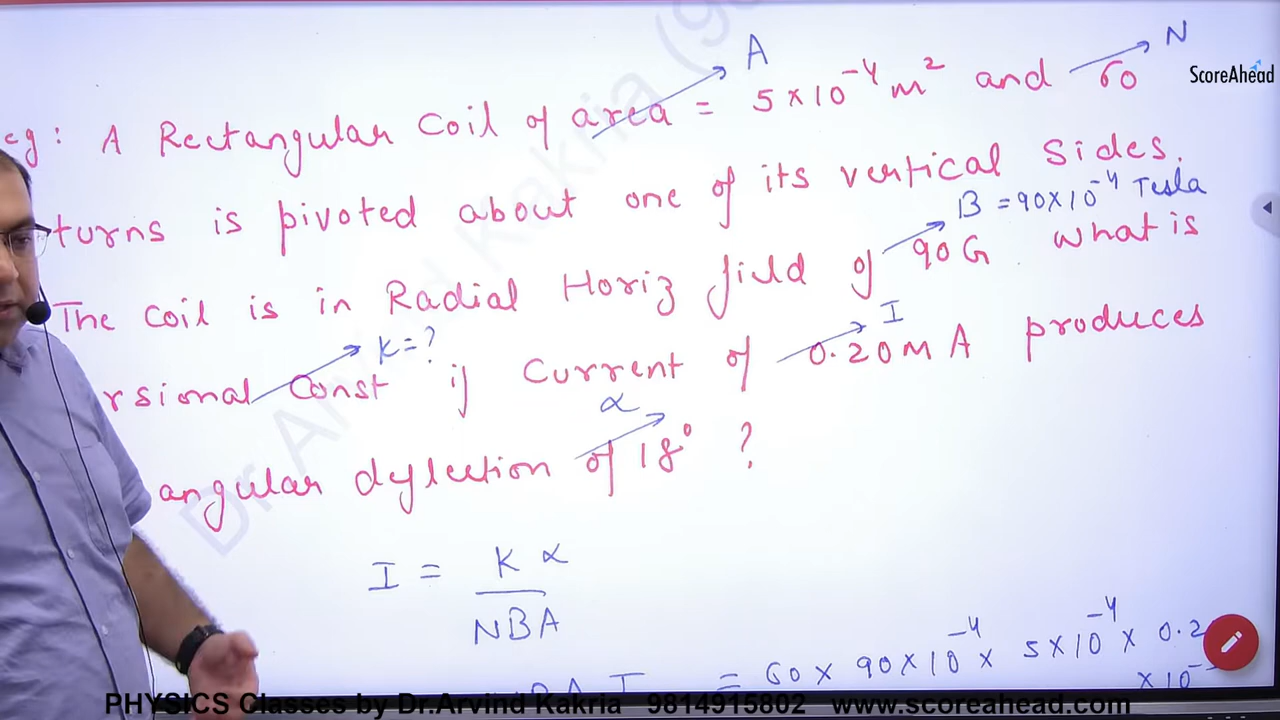 A
N
ScoreAhead
eg: A Rectangular Coil of area = 5×10⁻⁴ m² and 60
turns is pivoted about one of its vertical sides.
B = 90×10⁻⁴ Tesla
The coil is in Radial Horiz field of 90G what is
K=?
I
rsional Const if current of 0.20mA produces
α
angular deflection of 18° ?
I = Kα
NBA
= 60 × 90×10⁻⁴ × 5×10⁻⁴ × 0.2
×10⁻
PHYSICS Classes by Dr.Arvind Kakria 9814915802 www.scoreahead.com